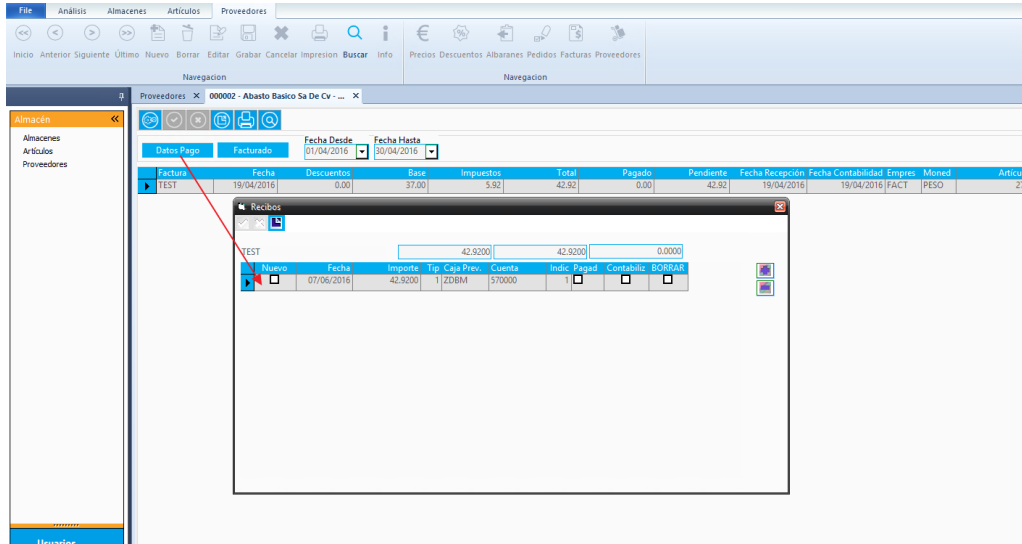 File Análisis Almacenes Artículos Proveedores
Inicio Anterior Siguiente Último Nuevo Borrar Editar Grabar Cancelar Impresion Buscar Info Precios Descuentos Albaranes Pedidos Facturas Proveedores
Navegacion Navegacion
Proveedores X 000002 - Abasto Basico Sa De Cv - ... X
Almacén
Almacenes
Artículos
Proveedores
Fecha Desde Fecha Hasta
Datos Pago Facturado 01/04/2016 30/04/2016
Factura Fecha Descuentos Base Impuestos Total Pagado Pendiente Fecha Recepción Fecha Contabilidad Empres Moned Artícu
TEST 19/04/2016 0.00 37.00 5.92 42.92 0.00 42.92 19/04/2016 19/04/2016 FACT PESO
Recibos
TEST 42.9200 42.9200 0.0000
Nuevo Fecha Importe Tip Caja Prev. Cuenta Indic Pagad Contabiliz BORRAR
07/06/2016 42.9200 1 ZDBM 570000 1
Usuarios